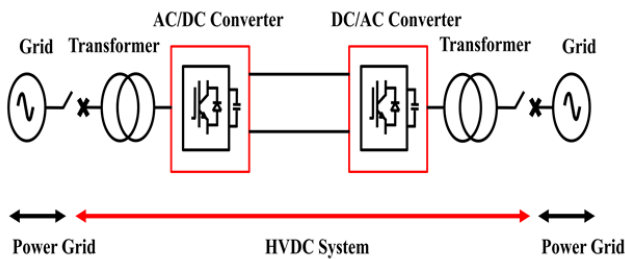 AC/DC Converter
DC/AC Converter
Grid
Transformer
Transformer
Grid
Power Grid
HVDC System
Power Grid